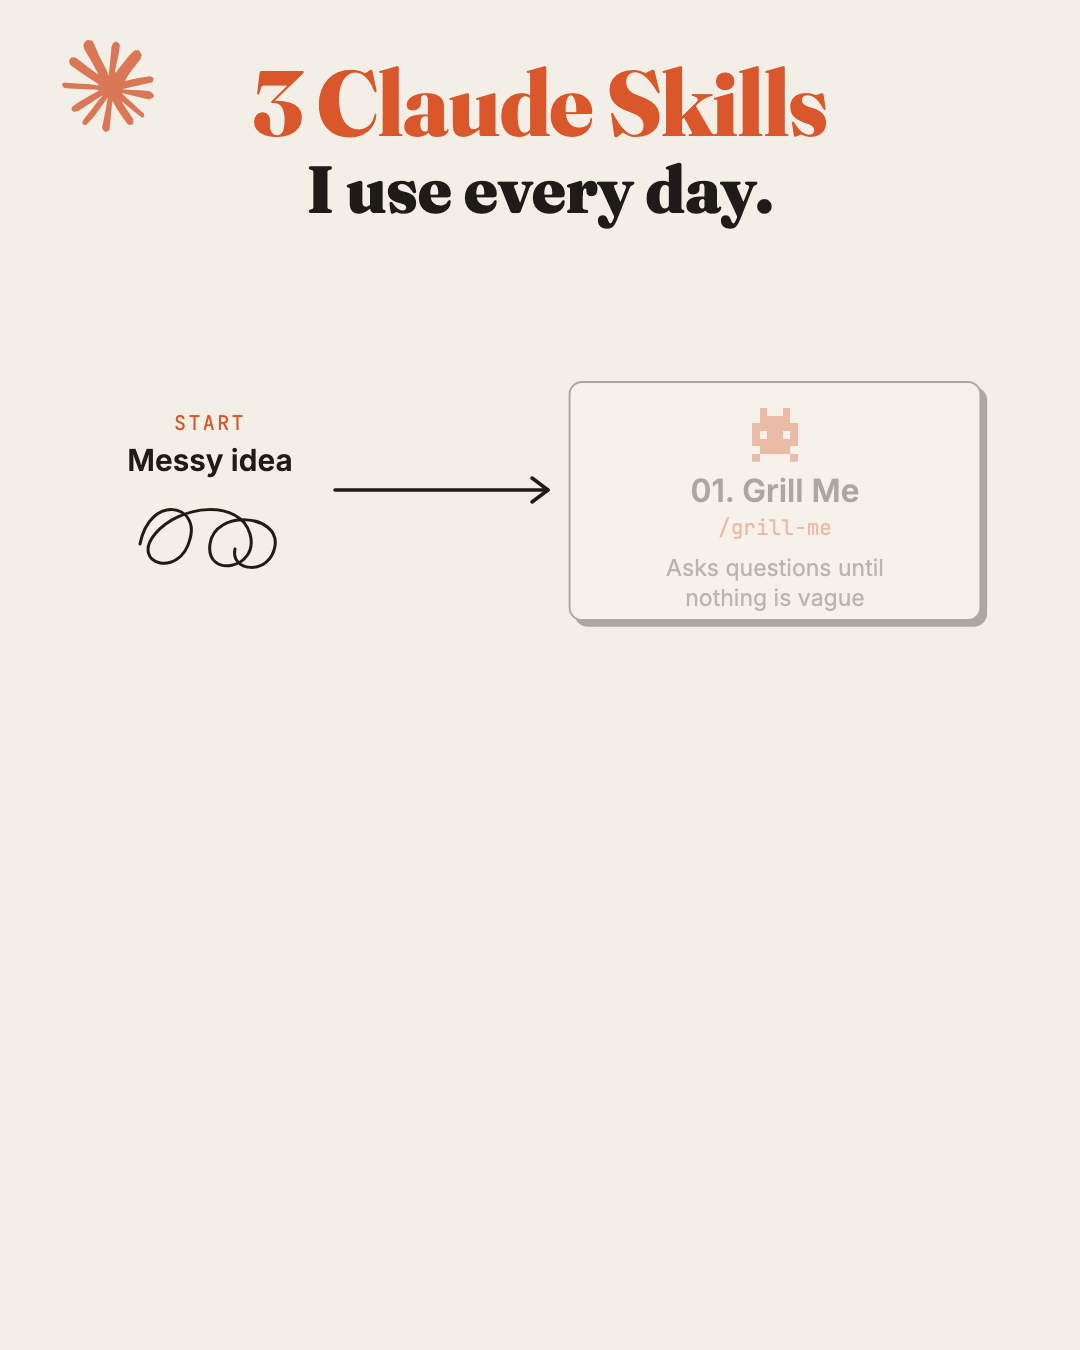 3 Claude Skills
I use every day.
START
Messy idea
01. Grill Me
/grill-me
Asks questions until
nothing is vague